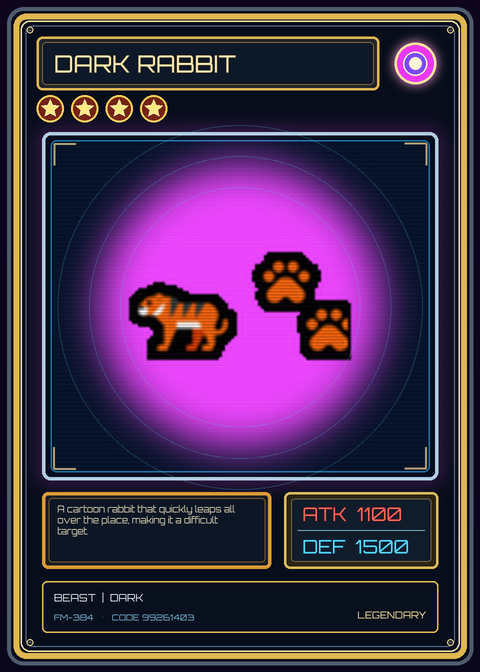 DARK RABBIT
A cartoon rabbit that quickly leaps all
over the place, making it a difficult
target.
ATK 1100
DEF 1500
BEAST | DARK
FM-384 · CODE 99261403
LEGENDARY